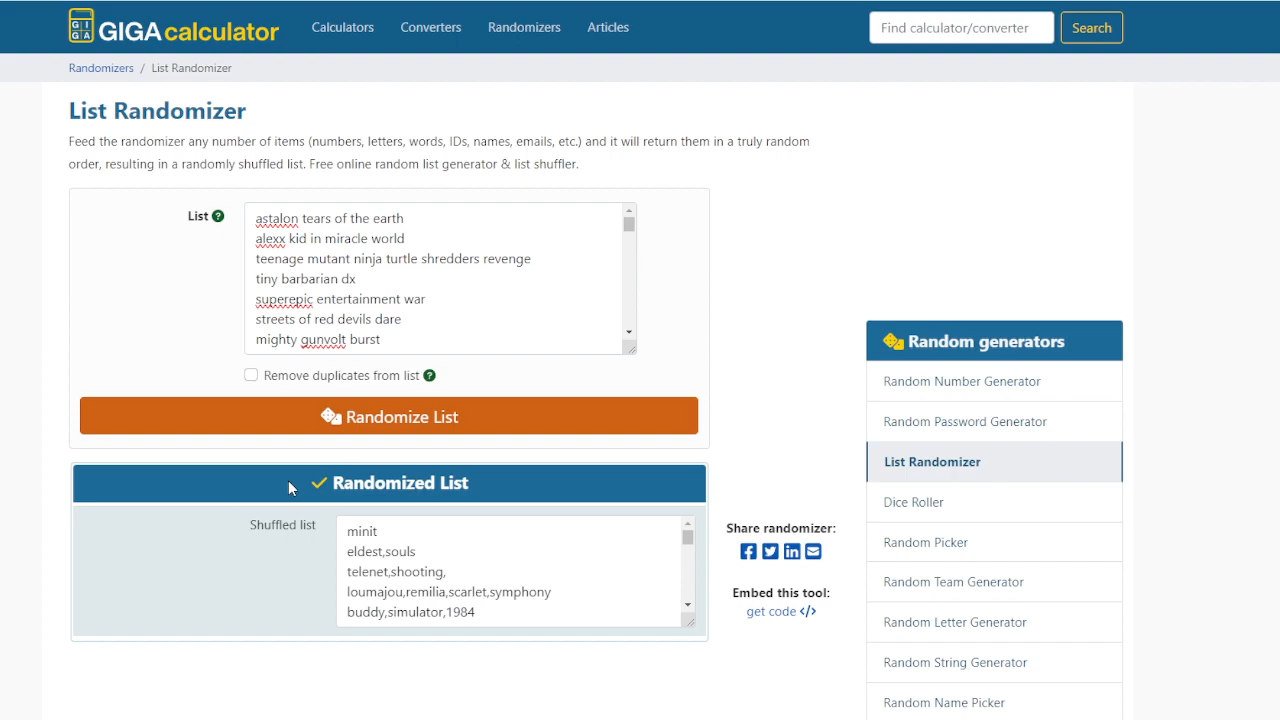 GIGA GIGAcalculator
Calculators
Converters
Randomizers
Articles
Find calculator/converter
Search
Randomizers / List Randomizer
List Randomizer
Feed the randomizer any number of items (numbers, letters, words, IDs, names, emails, etc.) and it will return them in a truly random
order, resulting in a randomly shuffled list. Free online random list generator & list shuffler.
List ?
astalon tears of the earth
alexx kid in miracle world
teenage mutant ninja turtle shredders revenge
tiny barbarian dx
superepic entertainment war
streets of red devils dare
mighty gunvolt burst
Remove duplicates from list ?
Randomize List
Randomized List
Shuffled list
minit
eldest,souls
telenet,shooting,
loumajou,remilia,scarlet,symphony
buddy,simulator,1984
Share randomizer:
Embed this tool:
get code </>
Random generators
Random Number Generator
Random Password Generator
List Randomizer
Dice Roller
Random Picker
Random Team Generator
Random Letter Generator
Random String Generator
Random Name Picker